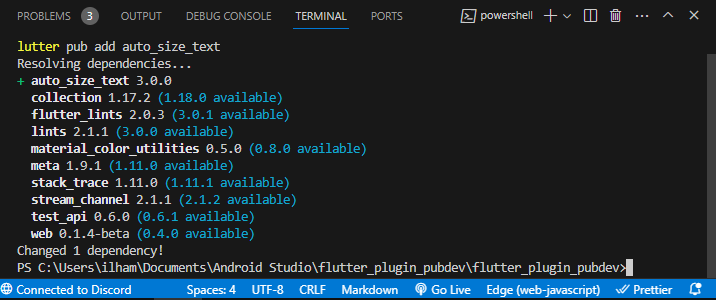 PROBLEMS 3 OUTPUT DEBUG CONSOLE TERMINAL PORTS powershell
lutter pub add auto_size_text
Resolving dependencies...
+ auto_size_text 3.0.0
collection 1.17.2 (1.18.0 available)
flutter_lints 2.0.3 (3.0.1 available)
lints 2.1.1 (3.0.0 available)
material_color_utilities 0.5.0 (0.8.0 available)
meta 1.9.1 (1.11.0 available)
stack_trace 1.11.0 (1.11.1 available)
stream_channel 2.1.1 (2.1.2 available)
test_api 0.6.0 (0.6.1 available)
web 0.1.4-beta (0.4.0 available)
Changed 1 dependency!
PS C:\Users\ilham\Documents\Android Studio\flutter_plugin_pubdev\flutter_plugin_pubdev>
Connected to Discord Spaces: 4 UTF-8 CRLF Markdown Go Live Edge (web-javascript) Prettier